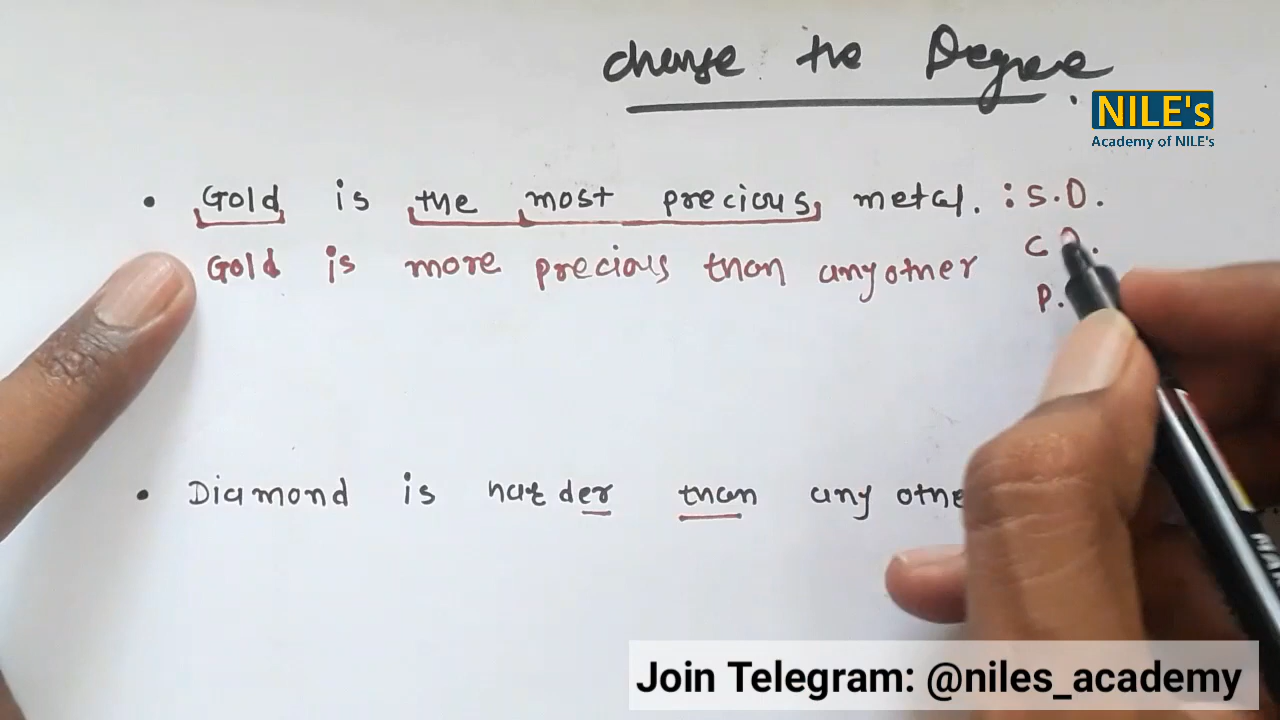 change the Degree.
NILE's
Academy of NILE's
• Gold is the most precious metal. : S.D.
Gold is more precious than anyother C D.
P.
• Diamond is harder than any othe
Join Telegram: @niles_academy